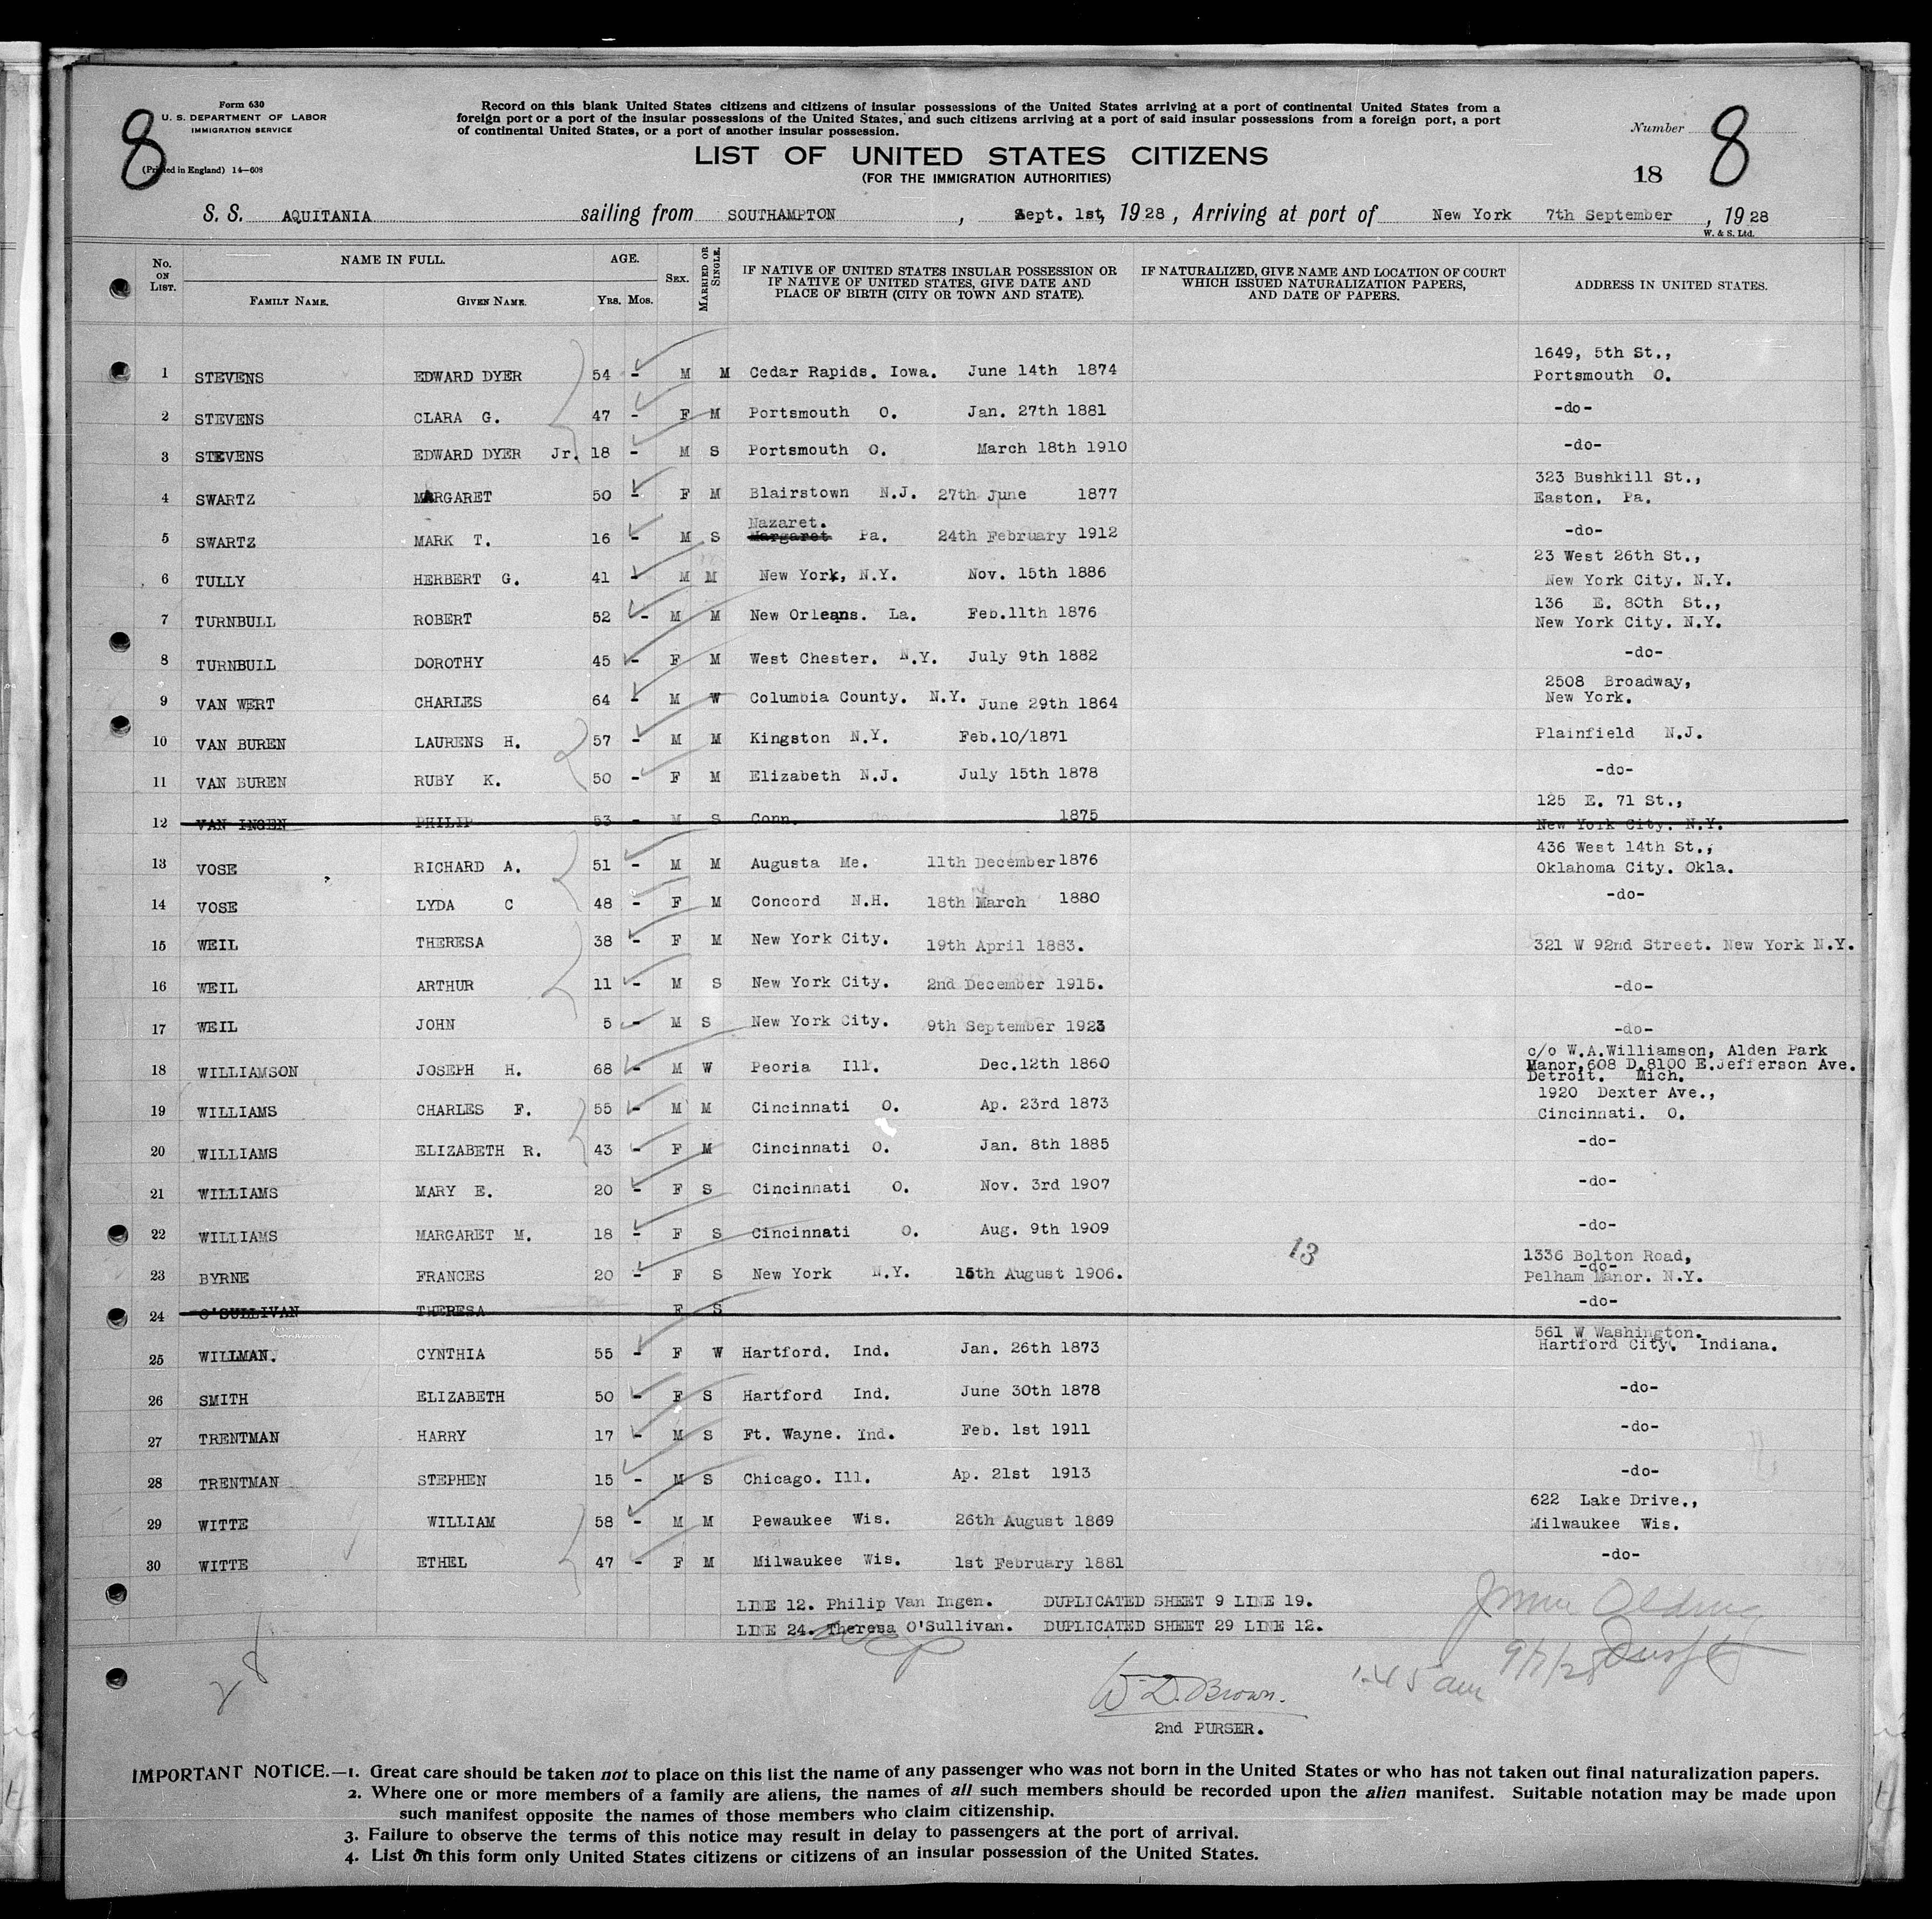 8
Form 630
U. S. DEPARTMENT OF LABOR
IMMIGRATION SERVICE
(Printed in England) 14—608
Record on this blank United States citizens and citizens of insular possessions of the United States arriving at a port of continental United States from a
foreign port or a port of the insular possessions of the United States, and such citizens arriving at a port of said insular possessions from a foreign port, a port
of continental United States, or a port of another insular possession.
LIST OF UNITED STATES CITIZENS
(FOR THE IMMIGRATION AUTHORITIES)
Number
18
8
S. S. AQUITANIA sailing from SOUTHAMPTON , Sept. 1st, 1928, Arriving at port of New York 7th September , 1928
W. & S. Ltd.
No. ON LIST. NAME IN FULL. FAMILY NAME. GIVEN NAME. AGE. YRS. MOS. SEX. MARRIED OR SINGLE. IF NATIVE OF UNITED STATES INSULAR POSSESSION OR IF NATIVE OF UNITED STATES, GIVE DATE AND PLACE OF BIRTH (CITY OR TOWN AND STATE). IF NATURALIZED, GIVE NAME AND LOCATION OF COURT WHICH ISSUED NATURALIZATION PAPERS, AND DATE OF PAPERS. ADDRESS IN UNITED STATES.
1 STEVENS EDWARD DYER 54 - M M Cedar Rapids. Iowa. June 14th 1874 1649, 5th St., Portsmouth O.
2 STEVENS CLARA G. 47 - F M Portsmouth O. Jan. 27th 1881 -do-
3 STEVENS EDWARD DYER Jr. 18 - M S Portsmouth O. March 18th 1910 -do-
4 SWARTZ MARGARET 50 - F M Blairstown N.J. 27th June 1877 323 Bushkill St., Easton. Pa.
5 SWARTZ MARK T. 16 - M S Nazaret. Margaret Pa. 24th February 1912 -do-
6 TULLY HERBERT G. 41 - M M New York, N.Y. Nov. 15th 1886 23 West 26th St., New York City. N.Y.
7 TURNBULL ROBERT 52 - M M New Orleans. La. Feb.11th 1876 136 E. 80th St., New York City. N.Y.
8 TURNBULL DOROTHY 45 - F M West Chester. N.Y. July 9th 1882 -do-
9 VAN WERT CHARLES 64 - M W Columbia County. N.Y. June 29th 1864 2508 Broadway, New York.
10 VAN BUREN LAURENS H. 57 - M M Kingston N.Y. Feb.10/1871 Plainfield N.J.
11 VAN BUREN RUBY K. 50 - F M Elizabeth N.J. July 15th 1878 -do-
12 VAN INGEN PHILIP 53 - M S Conn. 1875 125 E. 71 St., New York City. N.Y.
13 VOSE RICHARD A. 51 - M M Augusta Me. 11th December 1876 436 West 14th St., Oklahoma City. Okla.
14 VOSE LYDA C 48 - F M Concord N.H. 18th March 1880 -do-
15 WEIL THERESA 38 - F M New York City. 19th April 1883. 321 W 92nd Street. New York N.Y.
16 WEIL ARTHUR 11 - M S New York City. 2nd December 1915. -do-
17 WEIL JOHN 5 - M S New York City. 9th September 1923 -do-
18 WILLIAMSON JOSEPH H. 68 - M W Peoria Ill. Dec.12th 1860 c/o W.A.Williamson, Alden Park Manor,608 D.8100 E.Jefferson Ave. Detroit. Mich.
19 WILLIAMS CHARLES F. 55 - M M Cincinnati O. Ap. 23rd 1873 1920 Dexter Ave., Cincinnati. O.
20 WILLIAMS ELIZABETH R. 43 - F M Cincinnati O. Jan. 8th 1885 -do-
21 WILLIAMS MARY E. 20 - F S Cincinnati O. Nov. 3rd 1907 -do-
22 WILLIAMS MARGARET M. 18 - F S Cincinnati O. Aug. 9th 1909 -do-
13
23 BYRNE FRANCES 20 - F S New York N.Y. 15th August 1906. 1336 Bolton Road, -do- Pelham Manor. N.Y.
24 O'SULLIVAN THERESA F S -do-
25 WILLMAN. CYNTHIA 55 - F W Hartford. Ind. Jan. 26th 1873 561 W Washington. Hartford City. Indiana.
26 SMITH ELIZABETH 50 - F S Hartford Ind. June 30th 1878 -do-
27 TRENTMAN HARRY 17 - M S Ft. Wayne. Ind. Feb. 1st 1911 -do-
28 TRENTMAN STEPHEN 15 - M S Chicago. Ill. Ap. 21st 1913 -do-
29 WITTE WILLIAM 58 - M M Pewaukee Wis. 26th August 1869 622 Lake Drive., Milwaukee Wis.
30 WITTE ETHEL 47 - F M Milwaukee Wis. 1st February 1881 -do-
LINE 12. Philip Van Ingen. DUPLICATED SHEET 9 LINE 19.
LINE 24. Theresa O'Sullivan. DUPLICATED SHEET 29 LINE 12.
9/7/28
W. D. Brown.
2nd PURSER.
IMPORTANT NOTICE.—1. Great care should be taken not to place on this list the name of any passenger who was not born in the United States or who has not taken out final naturalization papers.
2. Where one or more members of a family are aliens, the names of all such members should be recorded upon the alien manifest. Suitable notation may be made upon
such manifest opposite the names of those members who claim citizenship.
3. Failure to observe the terms of this notice may result in delay to passengers at the port of arrival.
4. List on this form only United States citizens or citizens of an insular possession of the United States.